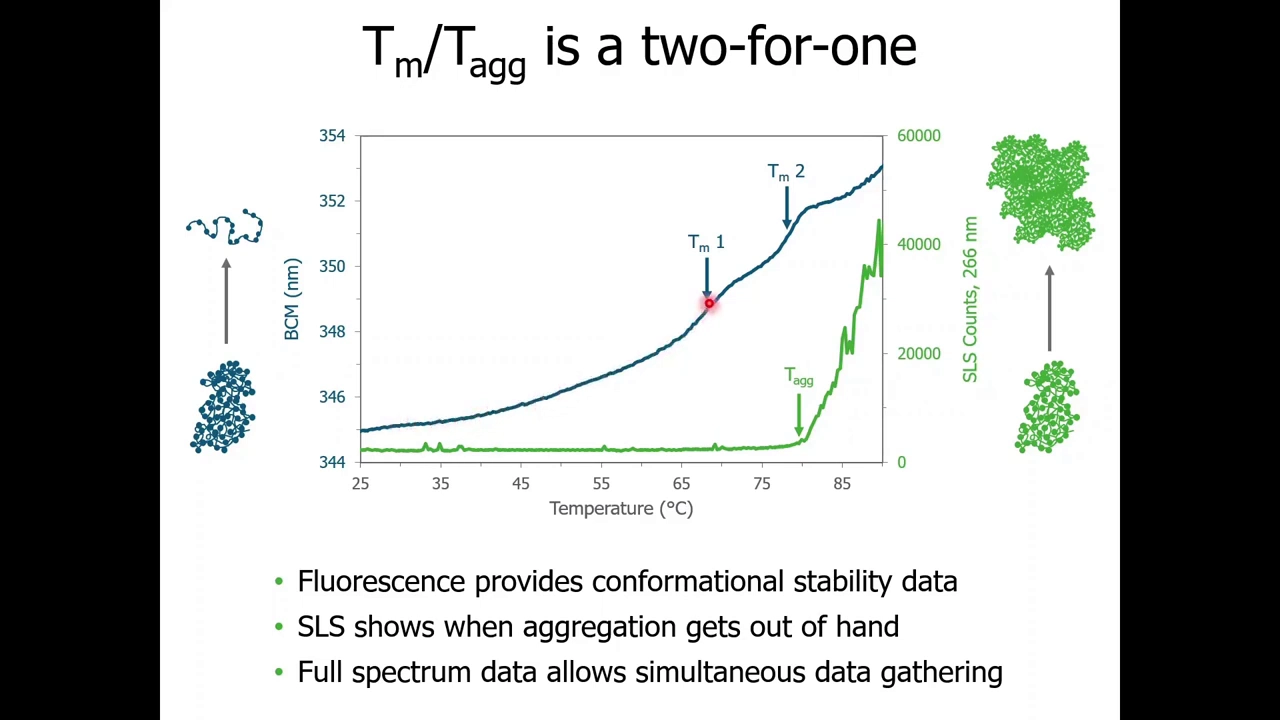 Tm/Tagg is a two-for-one
354
352
350
348
346
344
BCM (nm)
Tm 1
Tm 2
Tagg
60000
40000
20000
0
SLS Counts, 266 nm
25 35 45 55 65 75 85
Temperature (°C)
• Fluorescence provides conformational stability data
• SLS shows when aggregation gets out of hand
• Full spectrum data allows simultaneous data gathering